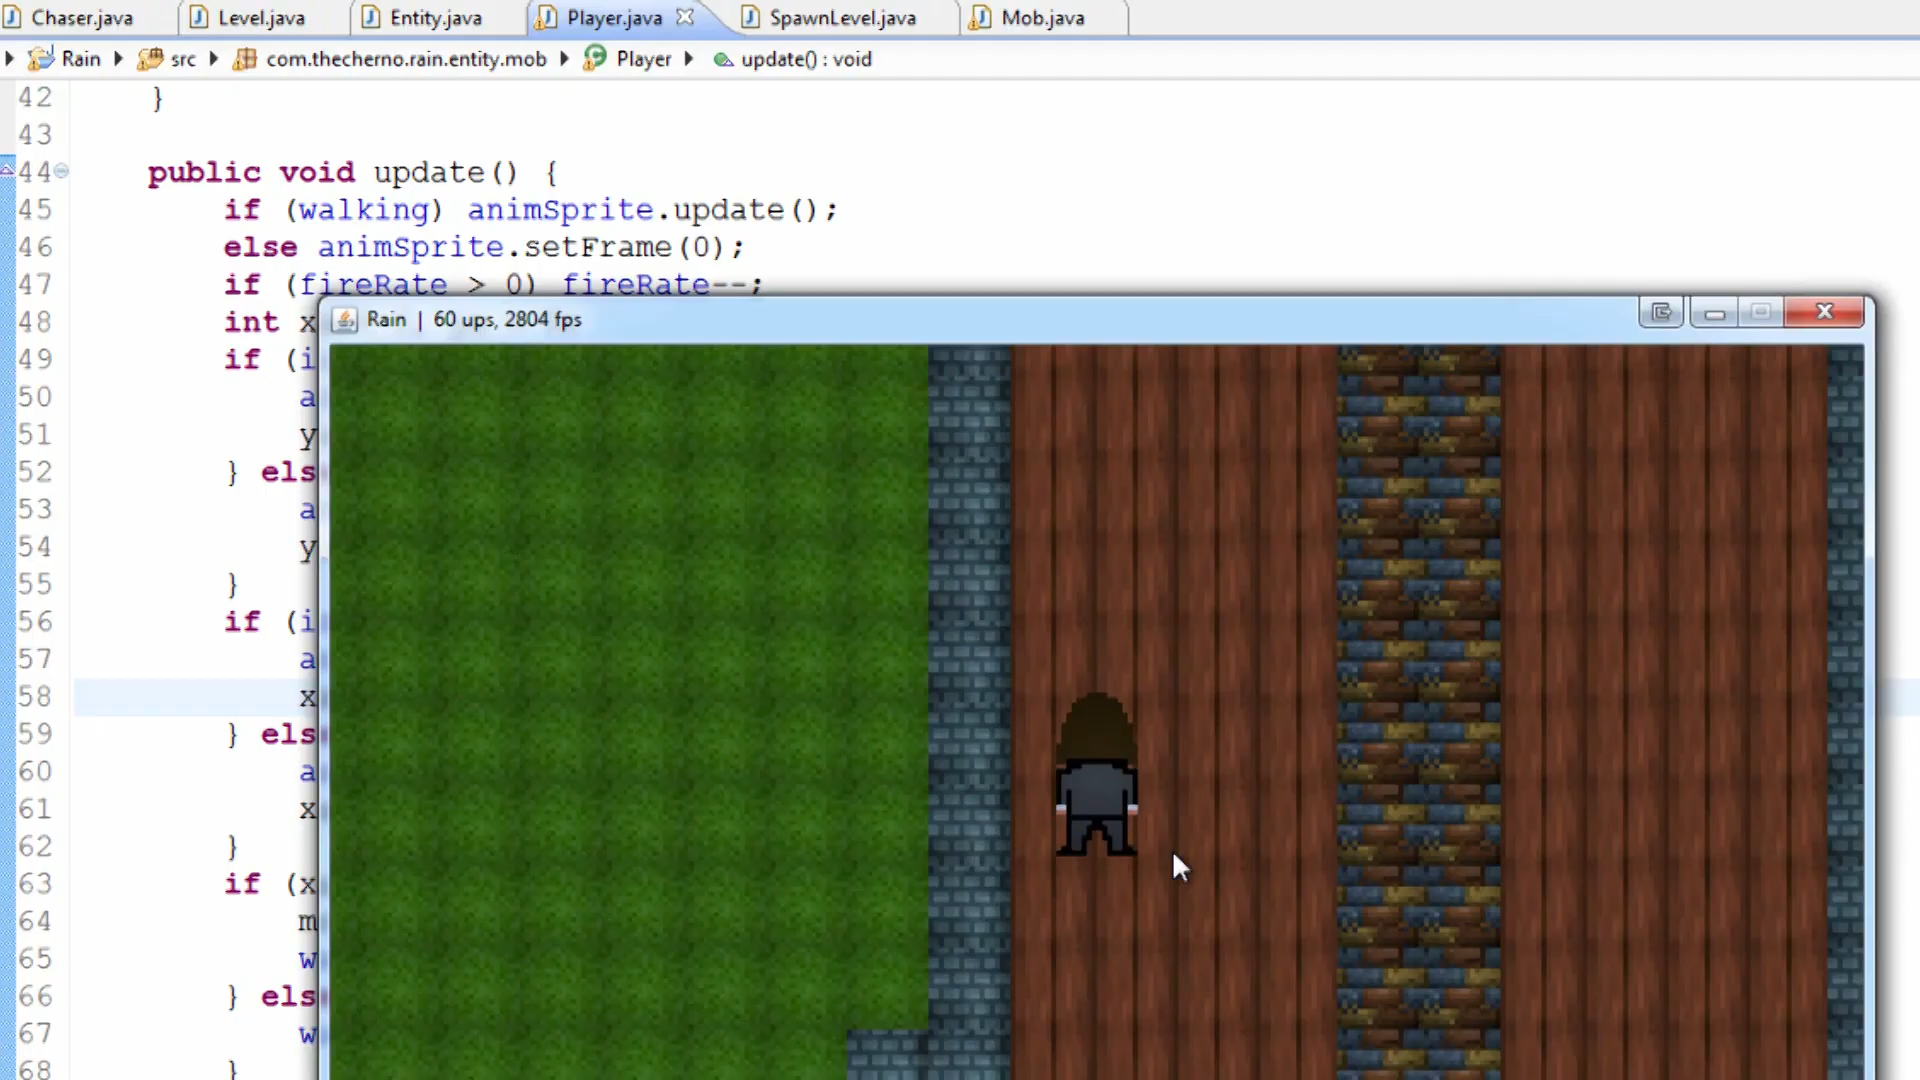 Chaser.java Level.java Entity.java Player.java SpawnLevel.java Mob.java
Rain src com.thecherno.rain.entity.mob Player update() : void
42 }
43
44 public void update() {
45 if (walking) animSprite.update();
46 else animSprite.setFrame(0);
47 if (fireRate > 0) fireRate--;
48 int x
Rain | 60 ups, 2804 fps
49 if (i
50 a
51 y
52 } els
53 a
54 y
55 }
56 if (i
57 a
58 x
59 } els
60 a
61 x
62 }
63 if (x
64 m
65 w
66 } els
67 w
68 }